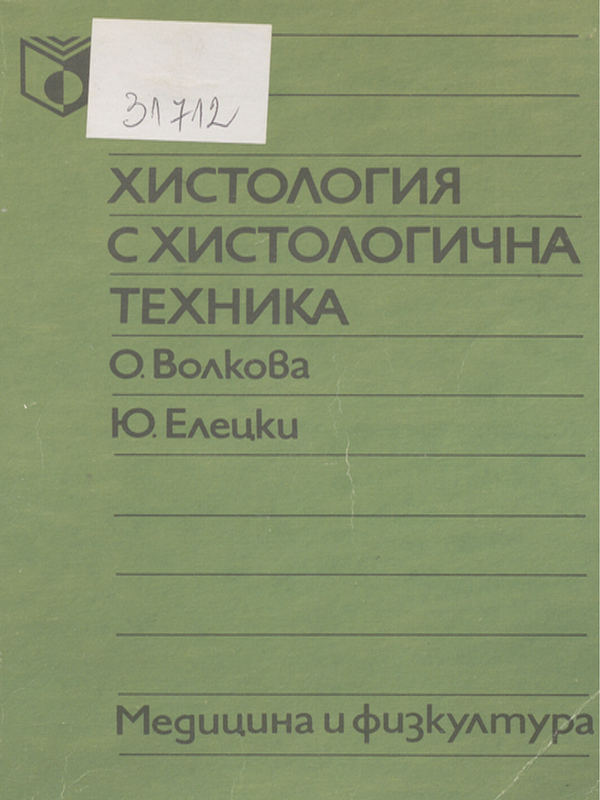 31712
ХИСТОЛОГИЯ
С ХИСТОЛОГИЧНА
ТЕХНИКА
О. Волкова
Ю. Елецки
Медицина и физкултура